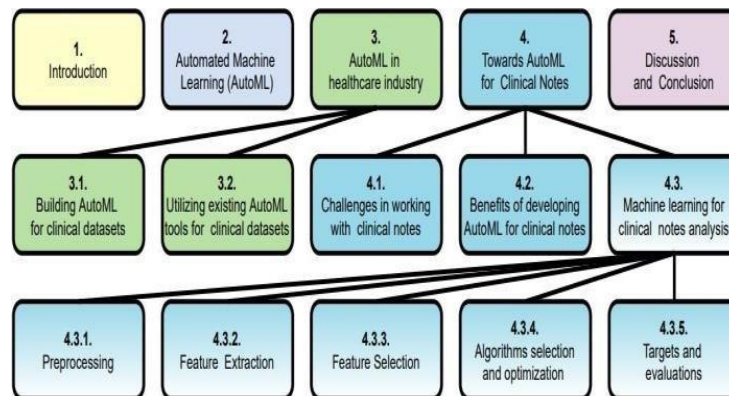 1.
Introduction
2.
Automated Machine
Learning (AutoML)
3.
AutoML in
healthcare industry
4.
Towards AutoML
for Clinical Notes
5.
Discussion
and Conclusion
3.1.
Building AutoML
for clinical datasets
3.2.
Utilizing existing AutoML
tools for clinical datasets
4.1.
Challenges in working
with clinical notes
4.2.
Benefits of developing
AutoML for clinical notes
4.3.
Machine learning for
clinical notes analysis
4.3.1.
Preprocessing
4.3.2.
Feature Extraction
4.3.3.
Feature Selection
4.3.4.
Algorithms selection
and optimization
4.3.5.
Targets and
evaluations